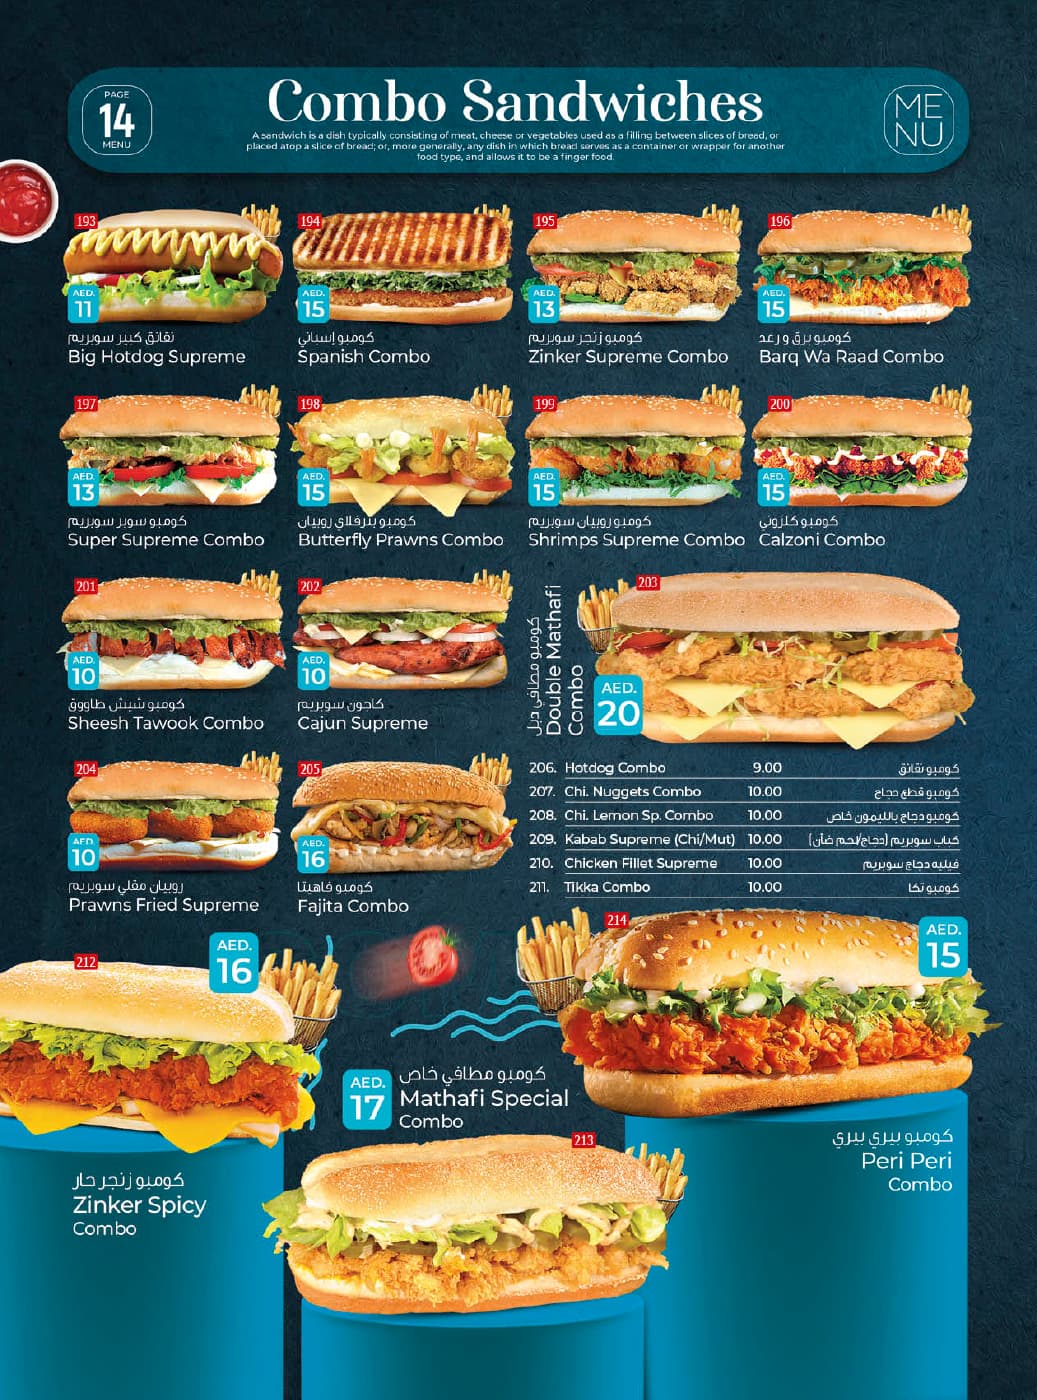 PAGE
14
MENU
Combo Sandwiches
A sandwich is a dish typically consisting of meat, cheese or vegetables used as a filling between slices of bread, or
placed atop a slice of bread; or, more generally, any dish in which bread serves as a container or wrapper for another
food type, and allows it to be a finger food.
ME
NU
193
AED.
11
نقانق كبير سوبريم
Big Hotdog Supreme
194
AED.
15
كومبو إسباني
Spanish Combo
195
AED.
13
كومبو زنجر سوبريم
Zinker Supreme Combo
196
AED.
15
كومبو برق و رعد
Barq Wa Raad Combo
197
AED.
13
كومبو سوبر سوبريم
Super Supreme Combo
198
AED.
15
كومبو بترفلاي روبيان
Butterfly Prawns Combo
199
AED.
15
كومبو روبيان سوبريم
Shrimps Supreme Combo
200
AED.
15
كومبو كلزوني
Calzoni Combo
201
AED.
10
كومبو شيش طاووق
Sheesh Tawook Combo
202
AED.
10
كاجون سوبريم
Cajun Supreme
203
AED.
20
كومبو مطافي دبل
Double Mathafi
Combo
204
AED.
10
روبيان مقلي سوبريم
Prawns Fried Supreme
205
AED.
16
كومبو فاهيتا
Fajita Combo
206. Hotdog Combo 9.00 كومبو نقانق
207. Chi. Nuggets Combo 10.00 كومبو قطع دجاج
208. Chi. Lemon Sp. Combo 10.00 كومبو دجاج بالليمون خاص
209. Kabab Supreme (Chi/Mut) 10.00 كباب سوبريم (دجاج/لحم ضأن)
210. Chicken Fillet Supreme 10.00 فيليه دجاج سوبريم
211. Tikka Combo 10.00 كومبو تكا
212
AED.
16
كومبو زنجر حار
Zinker Spicy
Combo
AED.
17
كومبو مطافي خاص
Mathafi Special
Combo
213
214
AED.
15
كومبو بيري بيري
Peri Peri
Combo